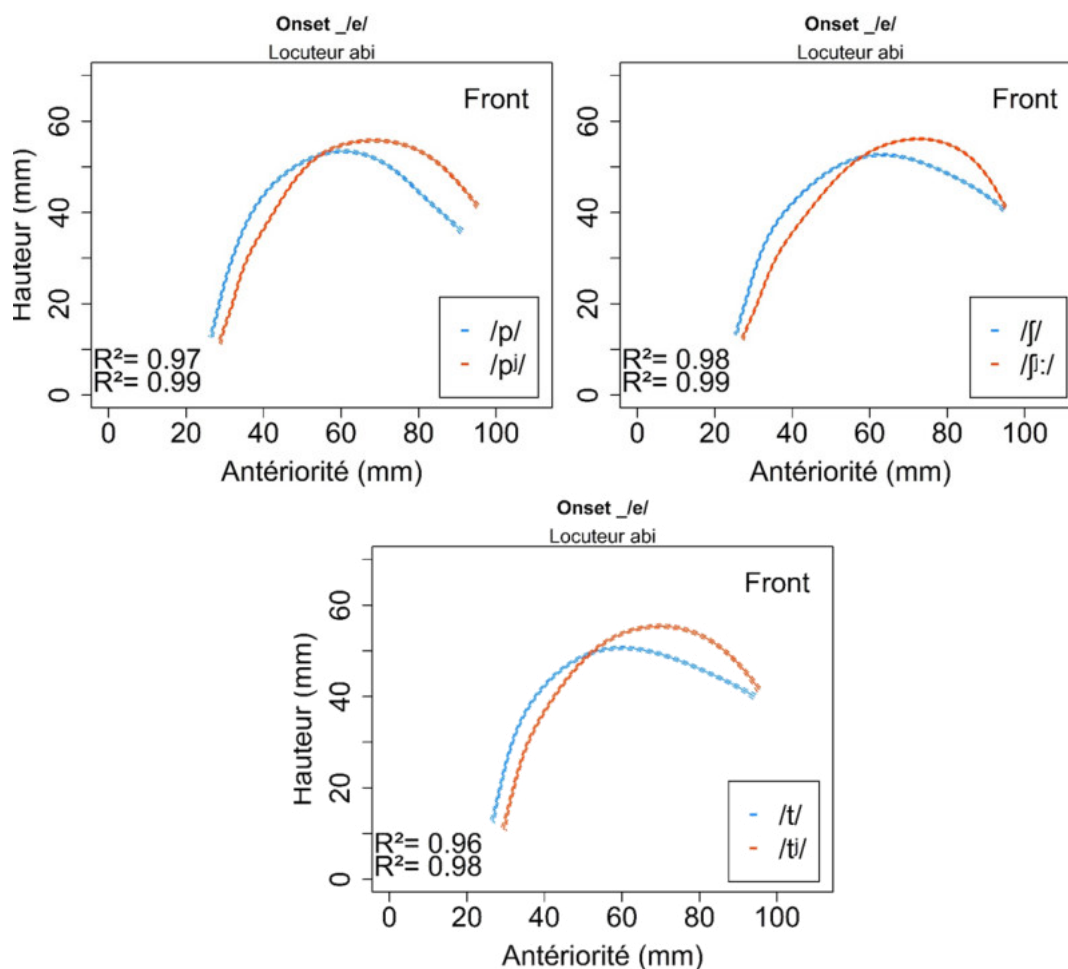 Onset _/e/
Locuteur abi
Front
Hauteur (mm)
60
40
20
0
/p/
/pʲ/
R²= 0.97
R²= 0.99
0 20 40 60 80 100
Antériorité (mm)
Onset _/e/
Locuteur abi
Front
60
40
20
0
/ʃ/
/ʃʲː/
R²= 0.98
R²= 0.99
0 20 40 60 80 100
Antériorité (mm)
Onset _/e/
Locuteur abi
Front
Hauteur (mm)
60
40
20
0
/t/
/tʲ/
R²= 0.96
R²= 0.98
0 20 40 60 80 100
Antériorité (mm)